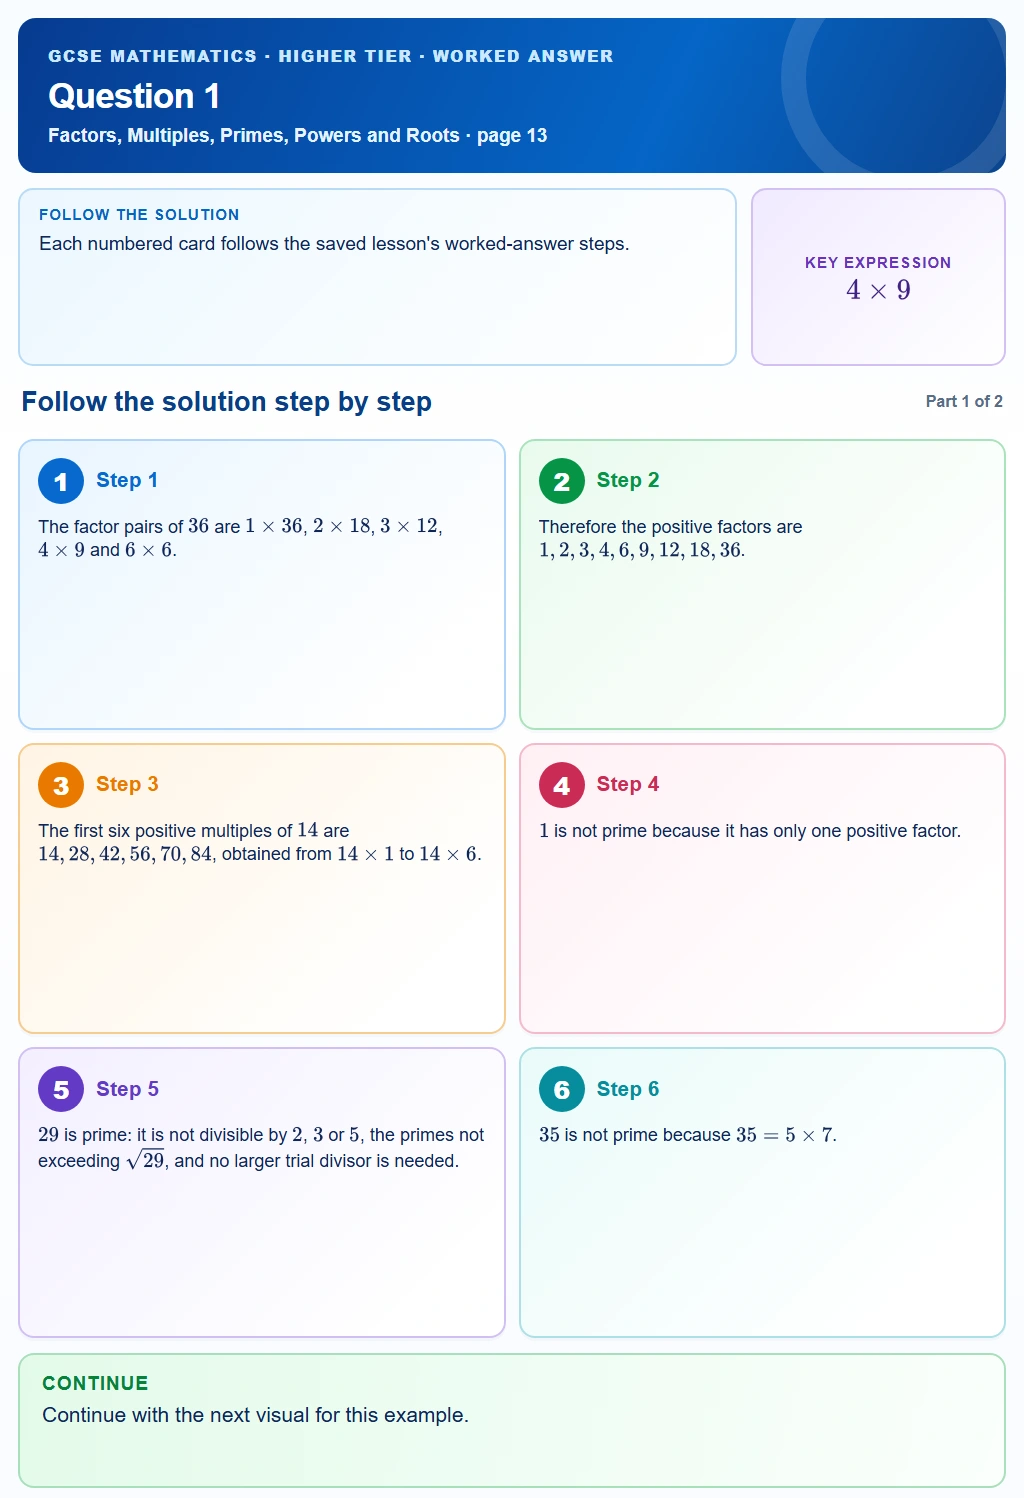 GCSE MATHEMATICS · HIGHER TIER · WORKED ANSWER
Question 1
Factors, Multiples, Primes, Powers and Roots · page 13
FOLLOW THE SOLUTION
Each numbered card follows the saved lesson's worked-answer steps.
KEY EXPRESSION
4 × 9
Follow the solution step by step
Part 1 of 2
1 Step 1
The factor pairs of 36 are 1 × 36, 2 × 18, 3 × 12,
4 × 9 and 6 × 6.
2 Step 2
Therefore the positive factors are
1, 2, 3, 4, 6, 9, 12, 18, 36.
3 Step 3
The first six positive multiples of 14 are
14, 28, 42, 56, 70, 84, obtained from 14 × 1 to 14 × 6.
4 Step 4
1 is not prime because it has only one positive factor.
5 Step 5
29 is prime: it is not divisible by 2, 3 or 5, the primes not
exceeding √29, and no larger trial divisor is needed.
6 Step 6
35 is not prime because 35 = 5 × 7.
CONTINUE
Continue with the next visual for this example.